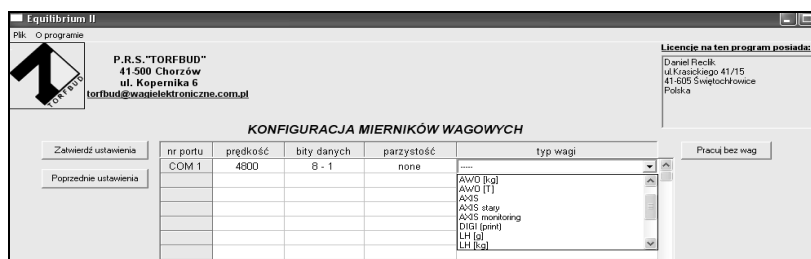 Equilibrium II
Plik O programie
P.R.S."TORFBUD"
41-500 Chorzów
ul. Kopernika 6
torfbud@wagielektroniczne.com.pl
TORFBUD
Licencję na ten program posiada:
Daniel Reclik
ul.Krasickiego 41/15
41-605 Świętochłowice
Polska
KONFIGURACJA MIERNIKÓW WAGOWYCH
Zatwierdź ustawienia
Poprzednie ustawienia
nr portu prędkość bity danych parzystość typ wagi
COM 1 4800 8 - 1 none -----
AWO [kg]
AWO [T]
AXIS
AXIS stary
AXIS monitoring
DIGI (print)
LH [g]
LH [kg]
Pracuj bez wag